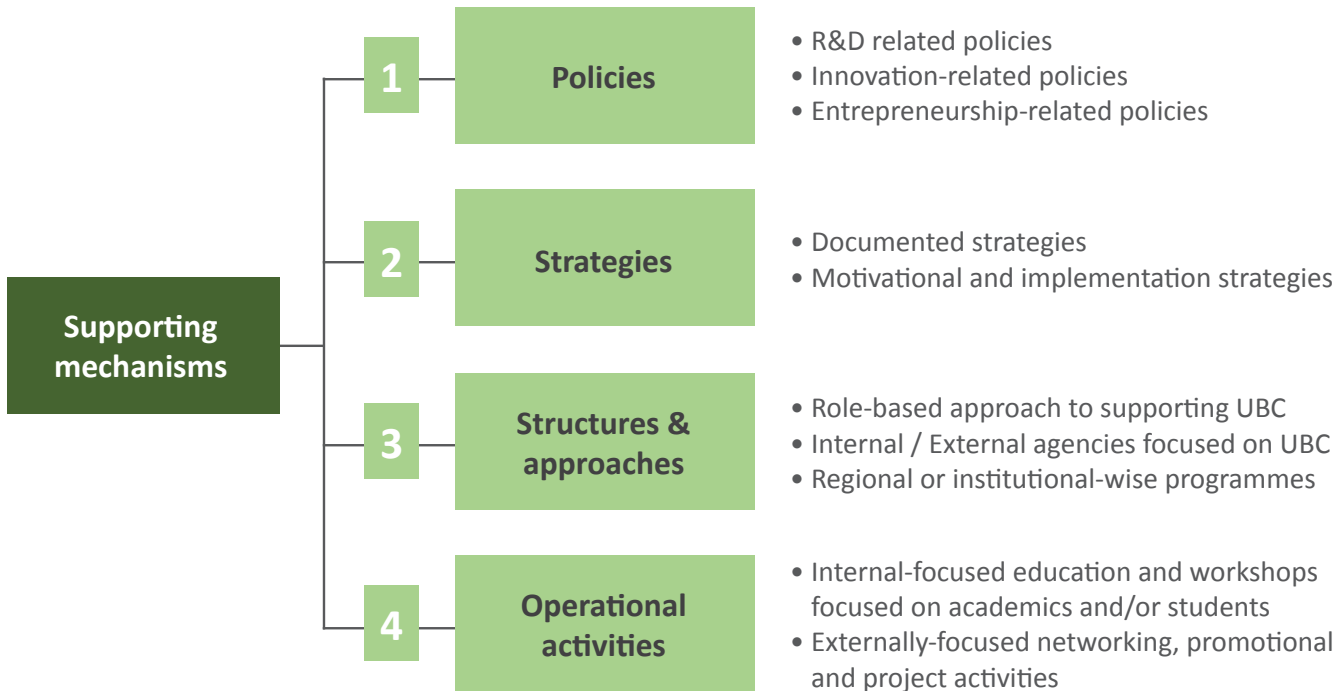 Supporting
mechanisms
1
Policies
• R&D related policies
• Innovation-related policies
• Entrepreneurship-related policies
2
Strategies
• Documented strategies
• Motivational and implementation strategies
3
Structures &
approaches
• Role-based approach to supporting UBC
• Internal / External agencies focused on UBC
• Regional or institutional-wise programmes
4
Operational
activities
• Internal-focused education and workshops
focused on academics and/or students
• Externally-focused networking, promotional
and project activities